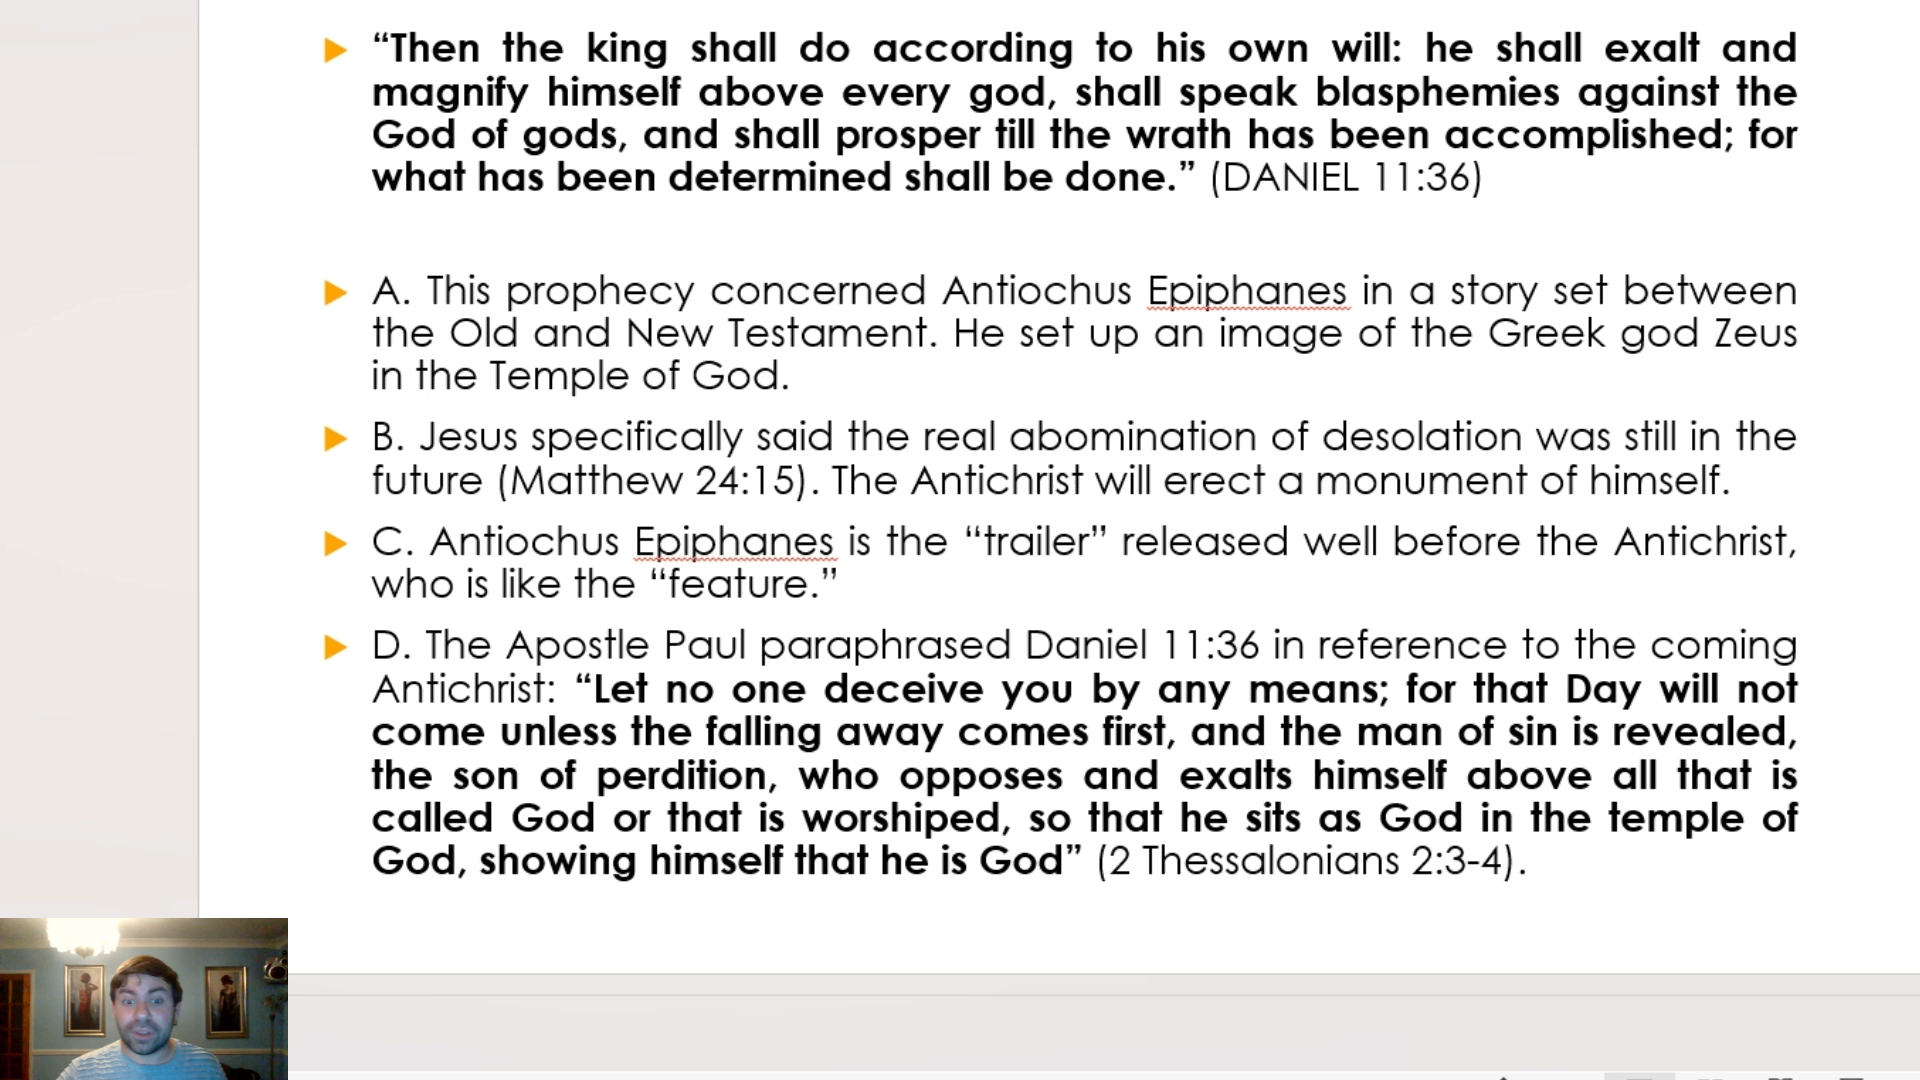 “Then the king shall do according to his own will: he shall exalt and
magnify himself above every god, shall speak blasphemies against the
God of gods, and shall prosper till the wrath has been accomplished; for
what has been determined shall be done.” (DANIEL 11:36)
A. This prophecy concerned Antiochus Epiphanes in a story set between
the Old and New Testament. He set up an image of the Greek god Zeus
in the Temple of God.
B. Jesus specifically said the real abomination of desolation was still in the
future (Matthew 24:15). The Antichrist will erect a monument of himself.
C. Antiochus Epiphanes is the “trailer” released well before the Antichrist,
who is like the “feature.”
D. The Apostle Paul paraphrased Daniel 11:36 in reference to the coming
Antichrist: “Let no one deceive you by any means; for that Day will not
come unless the falling away comes first, and the man of sin is revealed,
the son of perdition, who opposes and exalts himself above all that is
called God or that is worshiped, so that he sits as God in the temple of
God, showing himself that he is God” (2 Thessalonians 2:3-4).